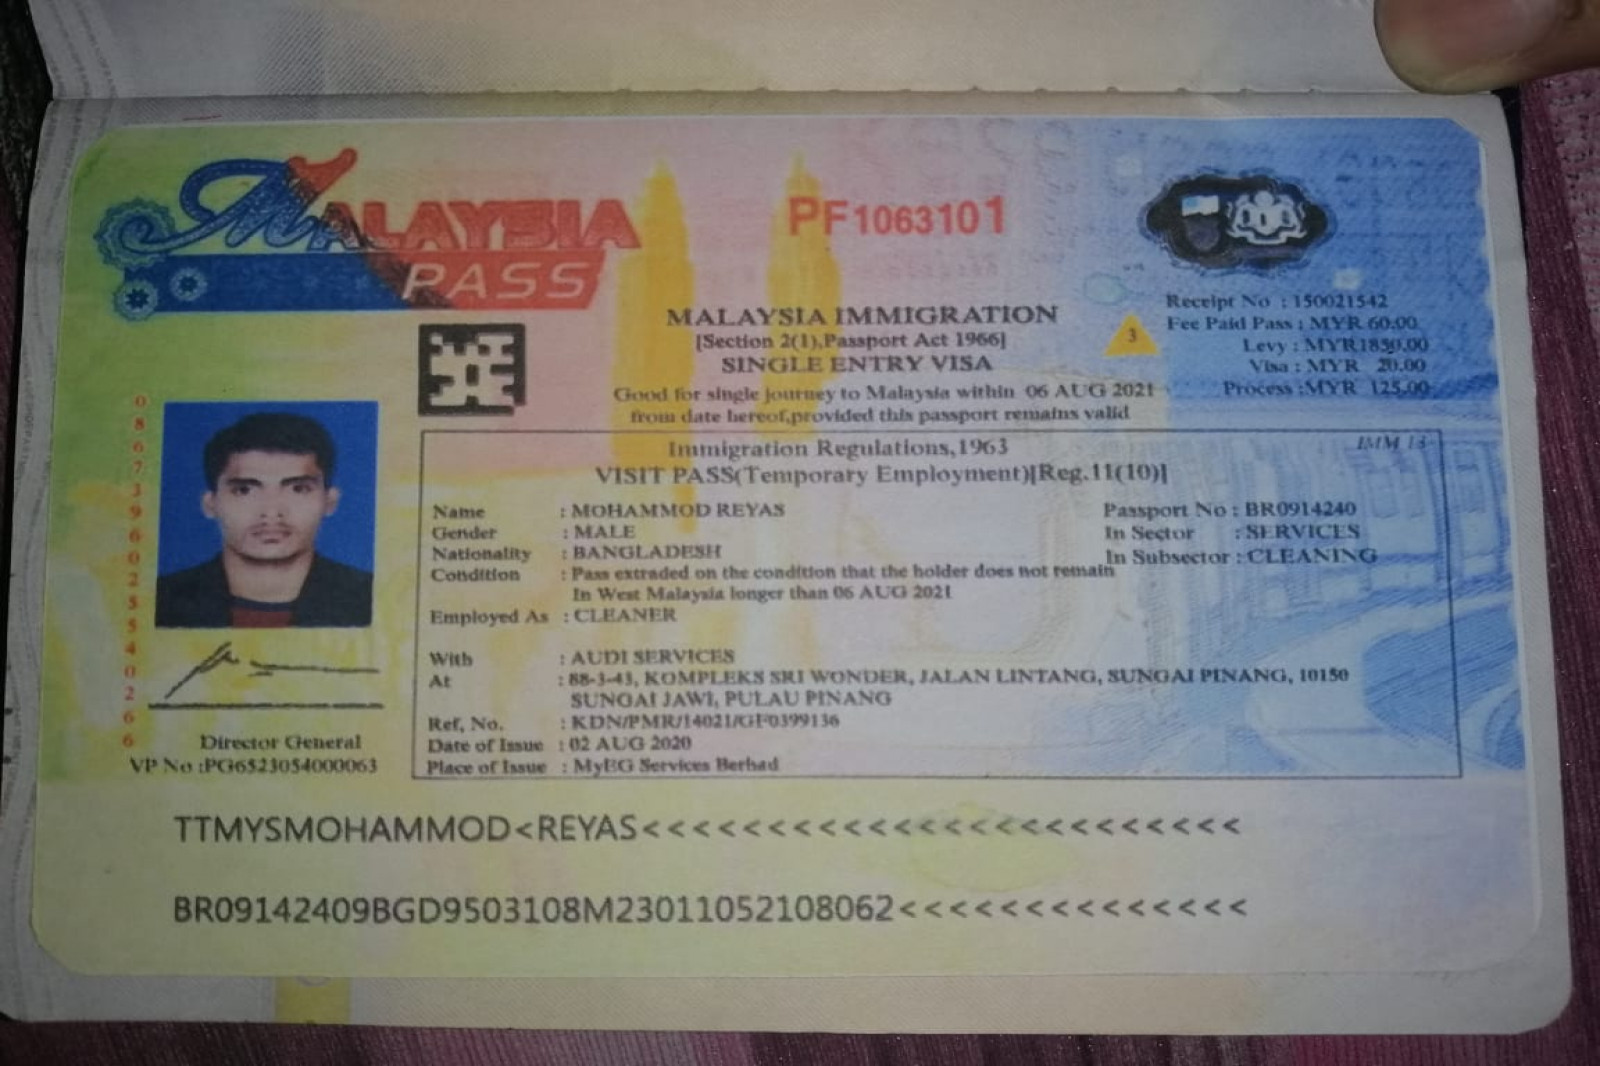 MALAYSIA
PASS
PF1063101
Receipt No : 150021542
Fee Paid Pass : MYR 60.00
Levy : MYR1850.00
Visa : MYR 20.00
Process :MYR 125.00
3
MALAYSIA IMMIGRATION
[Section 2(1),Passport Act 1966]
SINGLE ENTRY VISA
Good for single journey to Malaysia within 06 AUG 2021
from date hereof,provided this passport remains valid
IMM 13
Immigration Regulations,1963
VISIT PASS(Temporary Employment)[Reg.11(10)]
Name : MOHAMMOD REYAS
Passport No : BR0914240
Gender : MALE
In Sector : SERVICES
Nationality : BANGLADESH
In Subsector : CLEANING
Condition : Pass extraded on the condition that the holder does not remain
In West Malaysia longer than 06 AUG 2021
Employed As : CLEANER
With : AUDI SERVICES
At : 88-3-43, KOMPLEKS SRI WONDER, JALAN LINTANG, SUNGAI PINANG, 10150
SUNGAI JAWI, PULAU PINANG
Ref, No. : KDN/PMR/14021/GF0399136
Date of Issue : 02 AUG 2020
Place of Issue : MyEG Services Berhad
0867396025540266
Director General
VP No :PG6523054000063
TTMYSMOHAMMOD<REYAS<<<<<<<<<<<<<<<<<<<<<<<<
BR09142409BGD9503108M23011052108062<<<<<<<<<<<<<<